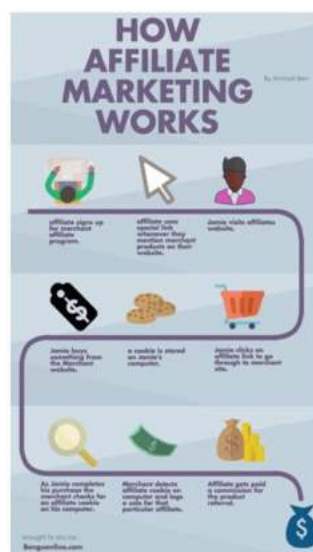 HOW
AFFILIATE
MARKETING
WORKS
affiliate signs up
for merchant
affiliate
program.
affiliate uses
special link
whenever they
mention merchant
products on their
website.
Jamie visits affiliates
website.
Jamie buys
something from
the Merchant
website.
a cookie is stored
on Jamie's
computer.
Jamie clicks on
affiliate link to go
through to merchant
site.
As Jamie completes
his purchase the
merchant checks for
an affiliate cookie
on his computer.
Merchant detects
affiliate cookie on
computer and logs
a sale for that
particular affiliate.
Affiliate gets paid
a commission for
the product
referral.
brought to you by: